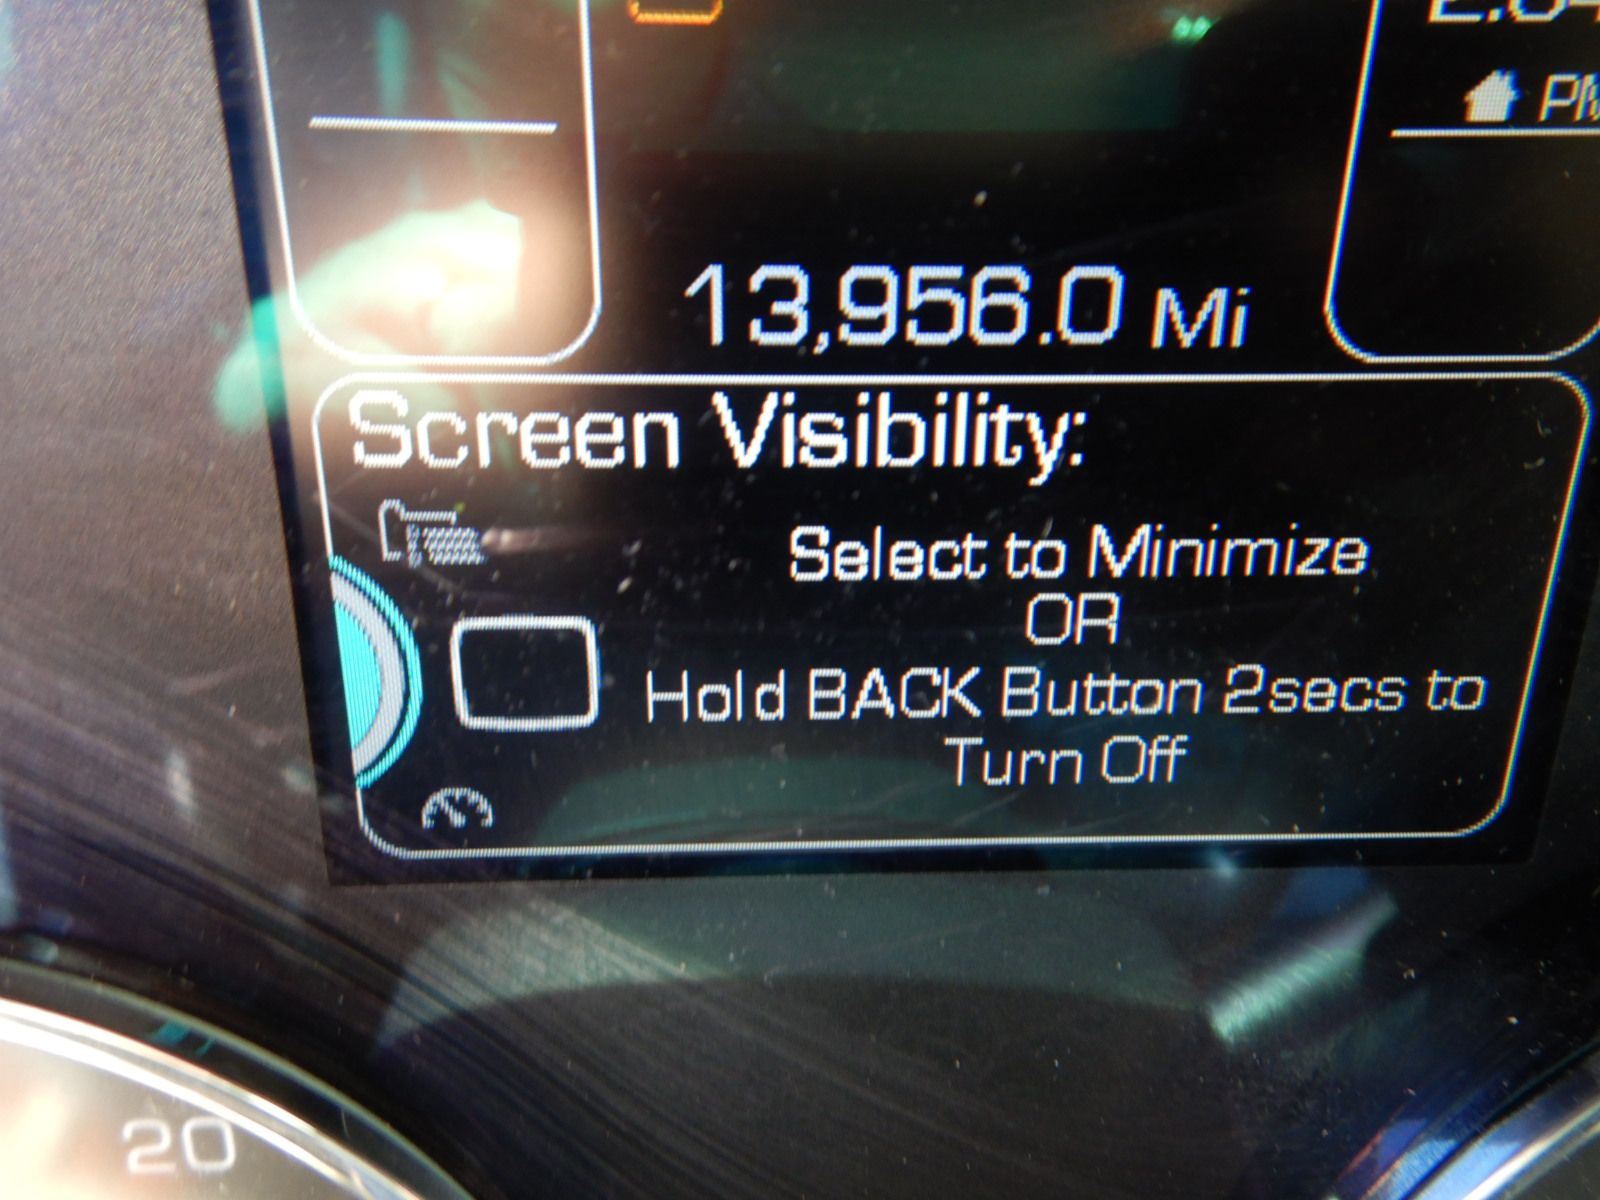 13,956.0 Mi
Screen Visibility:
Select to Minimize
OR
Hold BACK Button 2secs to
Turn Off
20